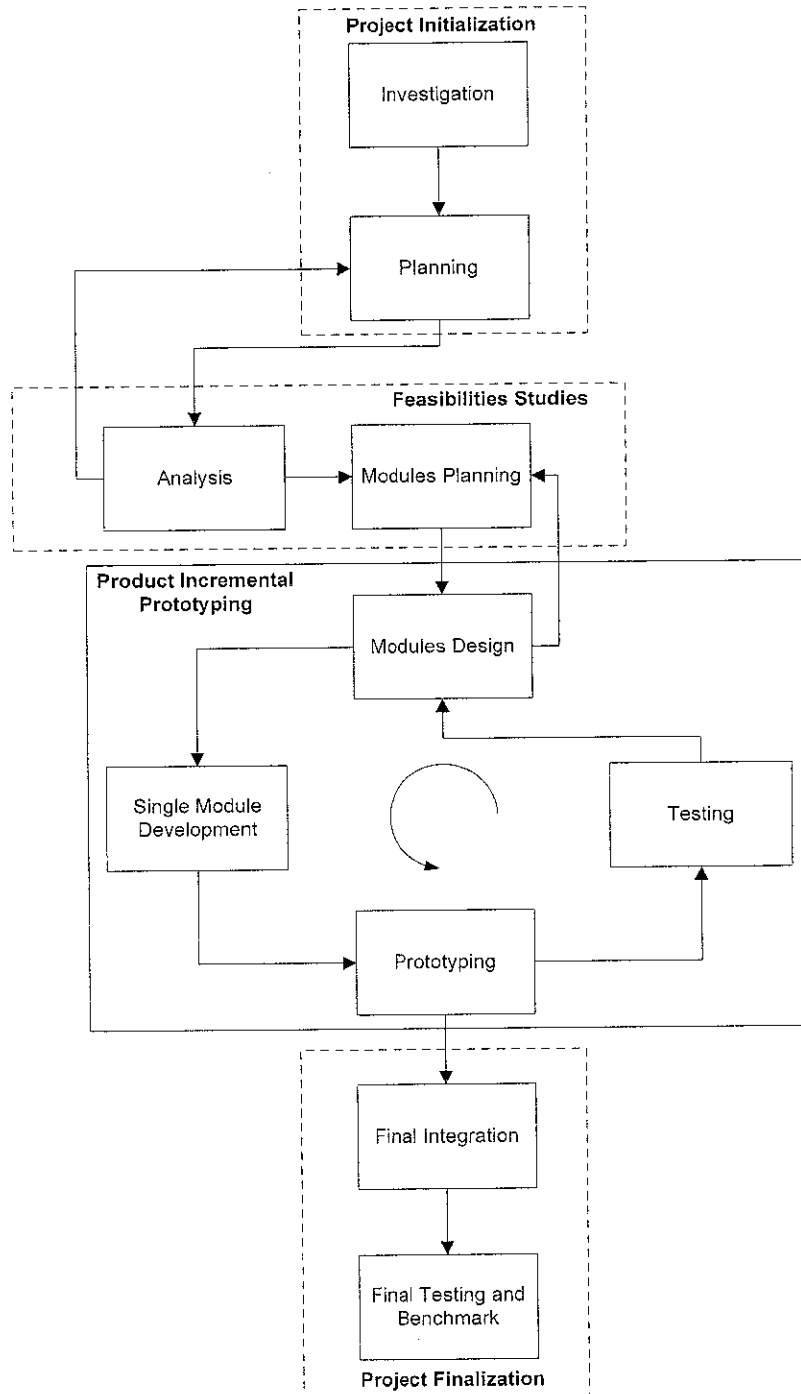 Project Initialization
Investigation
Planning
Feasibilities Studies
Analysis
Modules Planning
Product Incremental
Prototyping
Modules Design
Single Module
Development
Testing
Prototyping
Final Integration
Final Testing and
Benchmark
Project Finalization